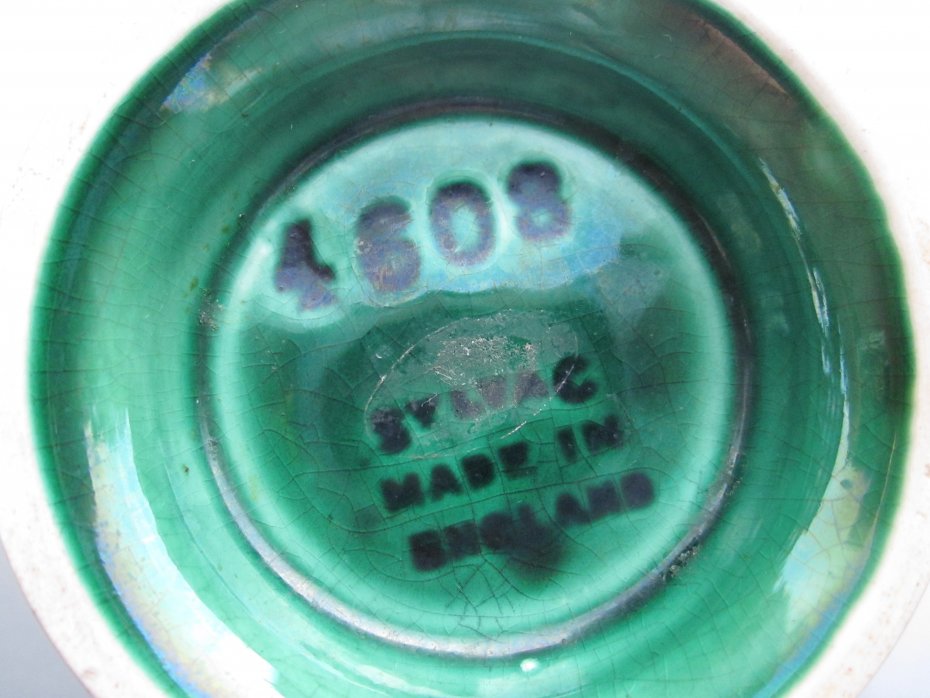 4608
SYLVAC
MADE IN
ENGLAND